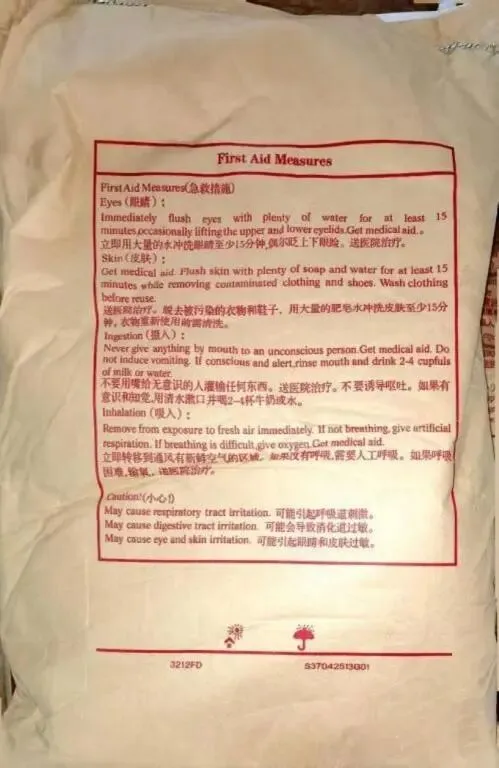 First Aid Measures
First Aid Measures(急救措施)
Eyes (眼睛) :
Immediately flush eyes with plenty of water for at least 15
minutes,occasionally lifting the upper and lower eyelids.Get medical aid.。
立即用大量的水冲洗眼睛至少15分钟,偶尔眨上下眼睑。送医院治疗。
Skin (皮肤) :
Get medical aid. Flush skin with plenty of soap and water for at least 15
minutes while removing contaminated clothing and shoes. Wash clothing
before reuse.
送医院治疗。脱去被污染的衣物和鞋子, 用大量的肥皂水冲洗皮肤至少15分
钟, 衣物重新使用前需清洗。
Ingestion (摄入) :
Never give anything by mouth to an unconscious person.Get medical aid. Do
not induce vomiting. If conscious and alert,rinse mouth and drink 2-4 cupfuls
of milk or water.
不要用嘴给无意识的人灌输任何东西。送医院治疗。不要诱导呕吐。如果有
意识和知觉,用清水漱口并喝2-4杯牛奶或水。
Inhalation (吸入) :
Remove from exposure to fresh air immediately. If not breathing, give artificial
respiration. If breathing is difficult,give oxygen. Get medical aid.
立即转移到通风有新鲜空气的区域。如果没有呼吸,需要人工呼吸。如果呼吸
困难, 输氧。送医院治疗。
Caution!(小心!)
May cause respiratory tract irritation. 可能引起呼吸道刺激。
May cause digestive tract irritation. 可能会导致消化道过敏。
May cause eye and skin irritation. 可能引起眼睛和皮肤过敏。
3212FD
S37042513G01